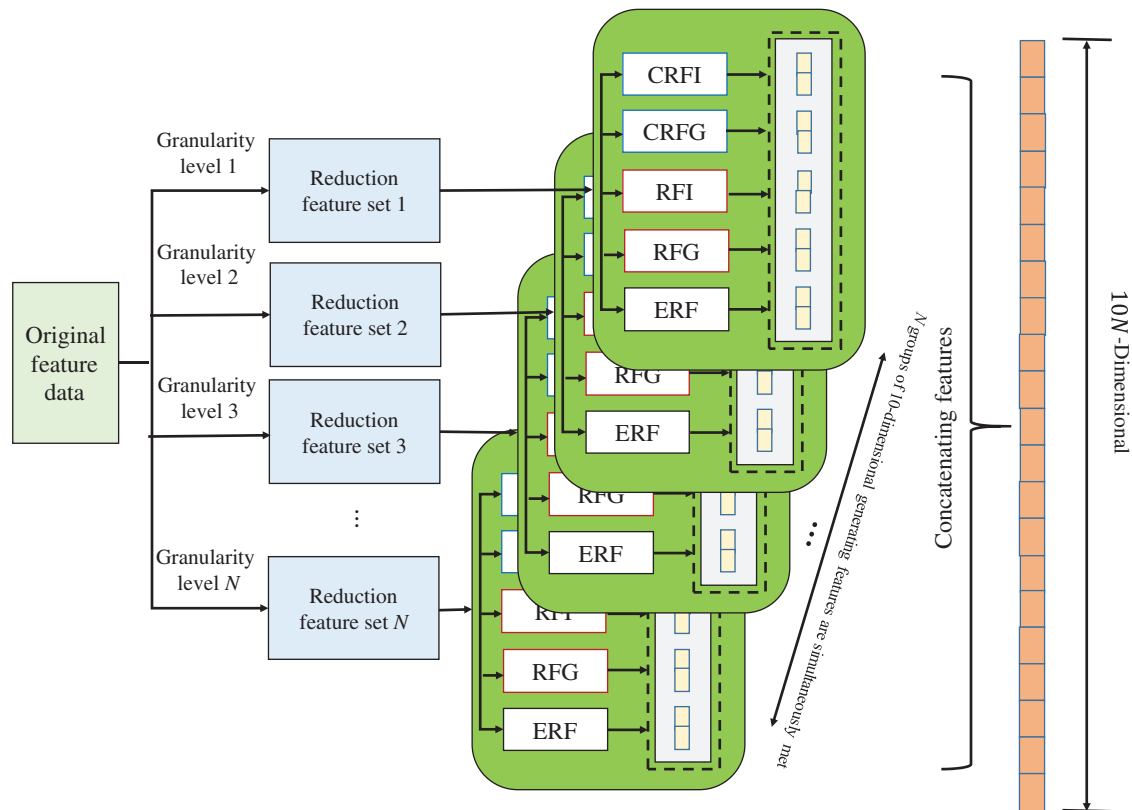 Original
feature
data
Granularity
level 1
Granularity
level 2
Granularity
level 3
Granularity
level N
Reduction
feature set 1
Reduction
feature set 2
Reduction
feature set 3
⋮
Reduction
feature set N
CRFI
CRFG
RFI
RFG
ERF
RFG
ERF
RFG
ERF
RFI
RFG
ERF
...
N groups of 10-dimensional generating features are simultaneously met
Concatenating features
10N-Dimensional